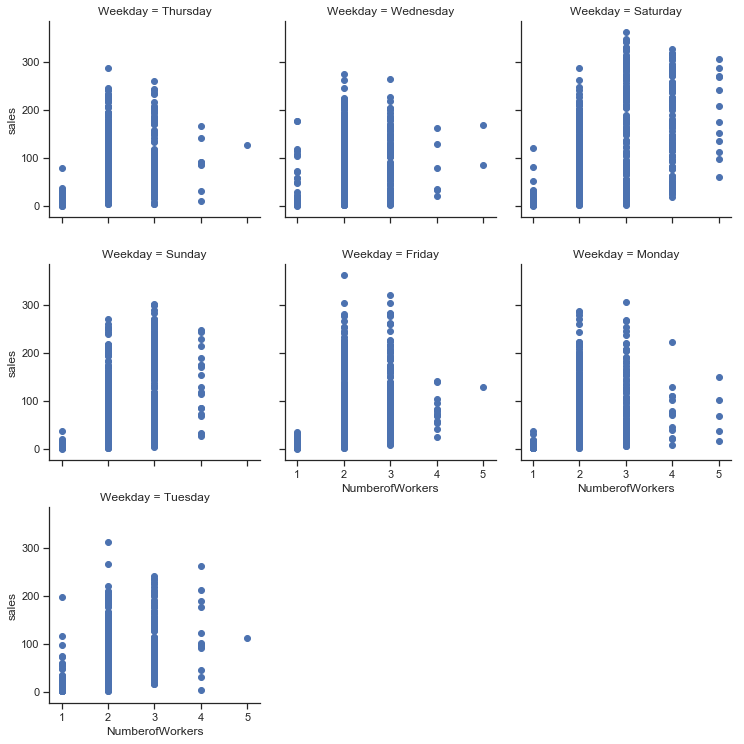 Weekday = Thursday
Weekday = Wednesday
Weekday = Saturday
300
200
100
0
sales
Weekday = Sunday
Weekday = Friday
Weekday = Monday
300
200
100
0
sales
1 2 3 4 5
1 2 3 4 5
NumberofWorkers
NumberofWorkers
Weekday = Tuesday
300
200
100
0
sales
1 2 3 4 5
NumberofWorkers